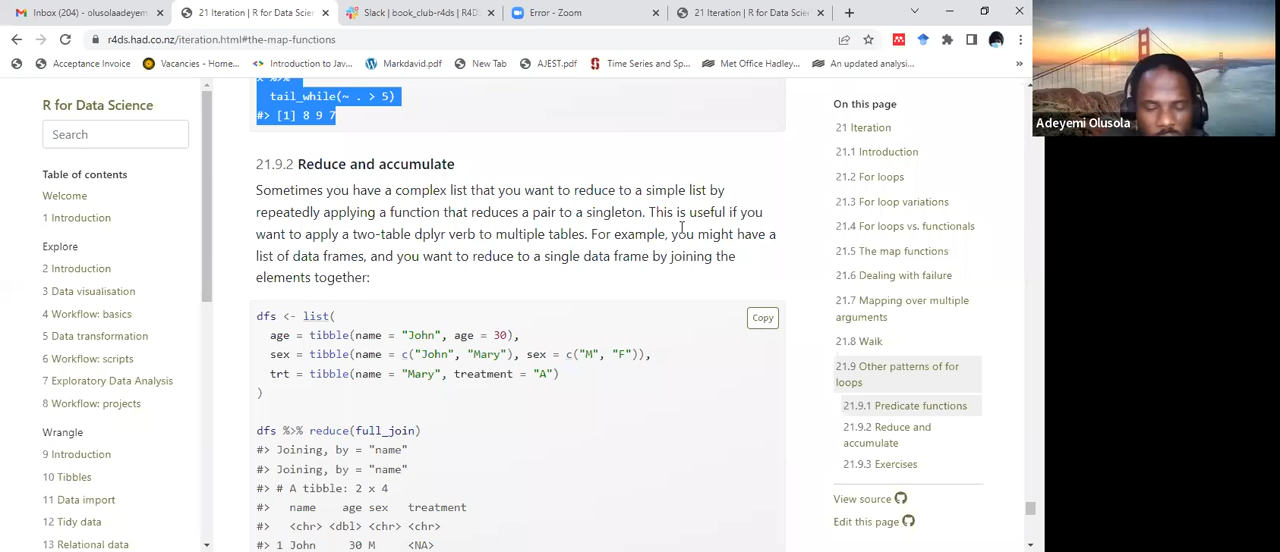 Inbox (204) - olusolaadeyem
21 Iteration | R for Data Science
Slack | book_club-r4ds | R4D
Error - Zoom
21 Iteration | R for Data Scienc
r4ds.had.co.nz/iteration.html#the-map-functions
Acceptance Invoice
Vacancies - Home...
Introduction to Jav...
Markdavid.pdf
New Tab
AJEST.pdf
Time Series and Sp...
Met Office Hadley...
An updated analysi...
»
R for Data Science
Search
Table of contents
Welcome
1 Introduction
Explore
2 Introduction
3 Data visualisation
4 Workflow: basics
5 Data transformation
6 Workflow: scripts
7 Exploratory Data Analysis
8 Workflow: projects
Wrangle
9 Introduction
10 Tibbles
11 Data import
12 Tidy data
13 Relational data
x %>%
tail_while(~ . > 5)
#> [1] 8 9 7
21.9.2 Reduce and accumulate
Sometimes you have a complex list that you want to reduce to a simple list by
repeatedly applying a function that reduces a pair to a singleton. This is useful if you
want to apply a two-table dplyr verb to multiple tables. For example, you might have a
list of data frames, and you want to reduce to a single data frame by joining the
elements together:
Copy
dfs <- list(
age = tibble(name = "John", age = 30),
sex = tibble(name = c("John", "Mary"), sex = c("M", "F")),
trt = tibble(name = "Mary", treatment = "A")
)
dfs %>% reduce(full_join)
#> Joining, by = "name"
#> Joining, by = "name"
#> # A tibble: 2 x 4
#> name age sex treatment
#> <chr> <dbl> <chr> <chr>
#> 1 John 30 M <NA>
On this page
21 Iteration
21.1 Introduction
21.2 For loops
21.3 For loop variations
21.4 For loops vs. functionals
21.5 The map functions
21.6 Dealing with failure
21.7 Mapping over multiple
arguments
21.8 Walk
21.9 Other patterns of for
loops
21.9.1 Predicate functions
21.9.2 Reduce and
accumulate
21.9.3 Exercises
View source
Edit this page
Adeyemi Olusola